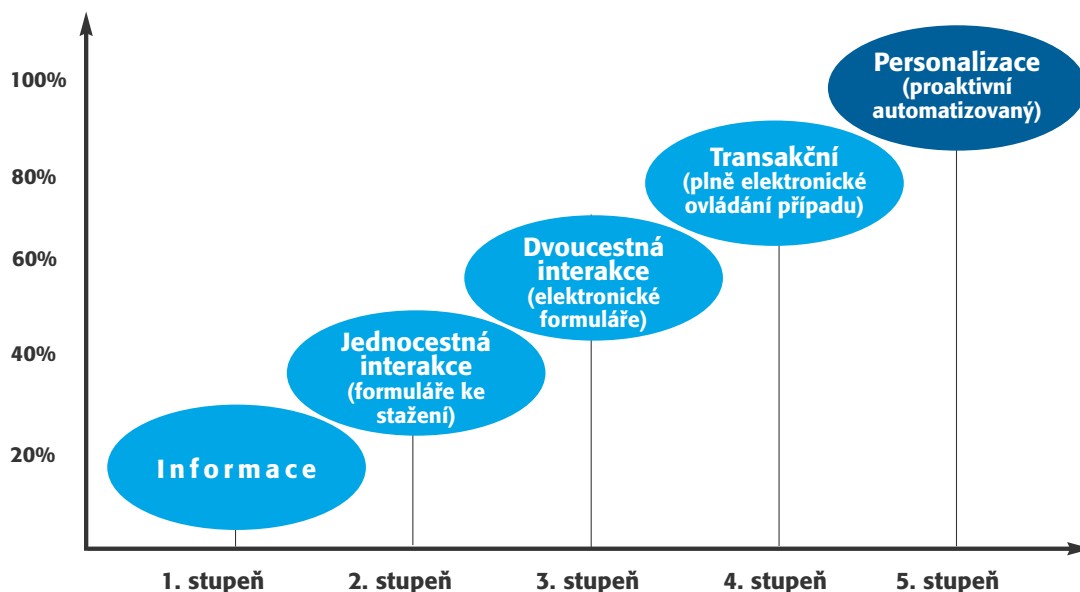 100%
80%
60%
40%
20%
Personalizace
(proaktivní
automatizovaný)
Transakční
(plně elektronické
ovládání případu)
Dvoucestná
interakce
(elektronické
formuláře)
Jednocestná
interakce
(formuláře ke
stažení)
Informace
1. stupeň
2. stupeň
3. stupeň
4. stupeň
5. stupeň